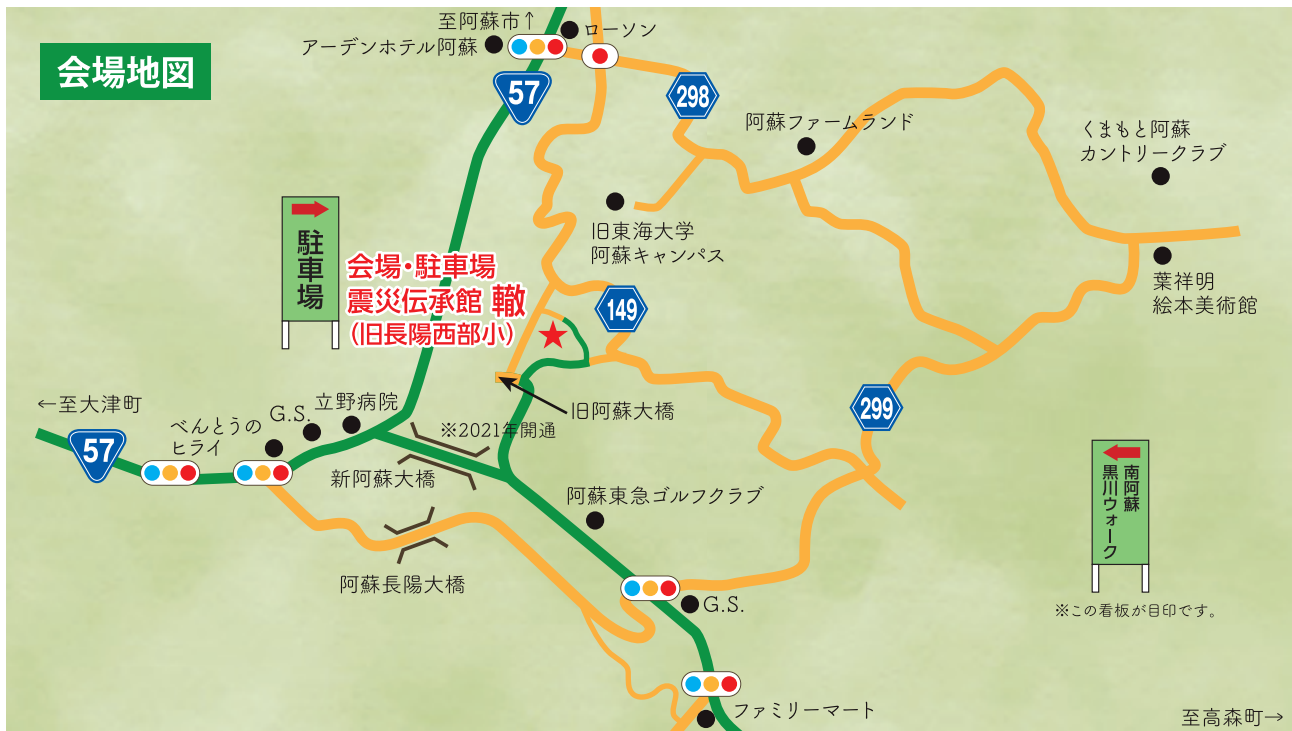 会場地図
至阿蘇市↑
ローソン
アーデンホテル阿蘇
57
298
阿蘇ファームランド
くまもと阿蘇
カントリークラブ
駐車場
旧東海大学
阿蘇キャンパス
会場・駐車場
震災伝承館 轍
(旧長陽西部小)
149
葉祥明
絵本美術館
←至大津町
57
べんとうの
ヒライ
G.S.
立野病院
※2021年開通
旧阿蘇大橋
299
新阿蘇大橋
阿蘇東急ゴルフクラブ
阿蘇長陽大橋
G.S.
南阿蘇
黒川ウォーク
※この看板が目印です。
ファミリーマート
至高森町→